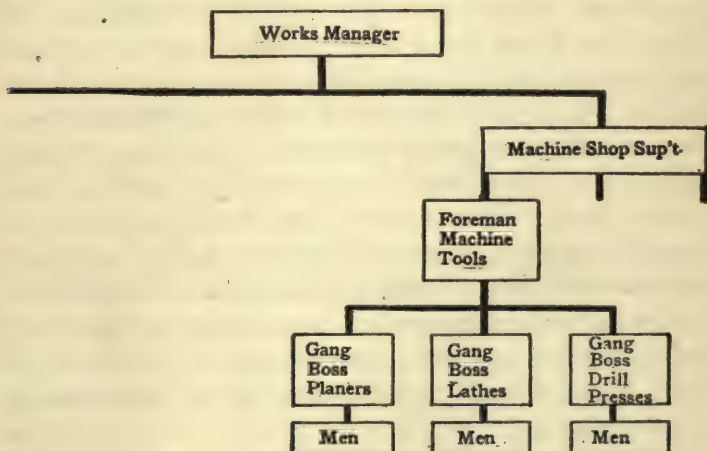 Works Manager
Machine Shop Sup't.
Foreman
Machine
Tools
Gang
Boss
Planers
Gang
Boss
Lathes
Gang
Boss
Drill
Presses
Men
Men
Men